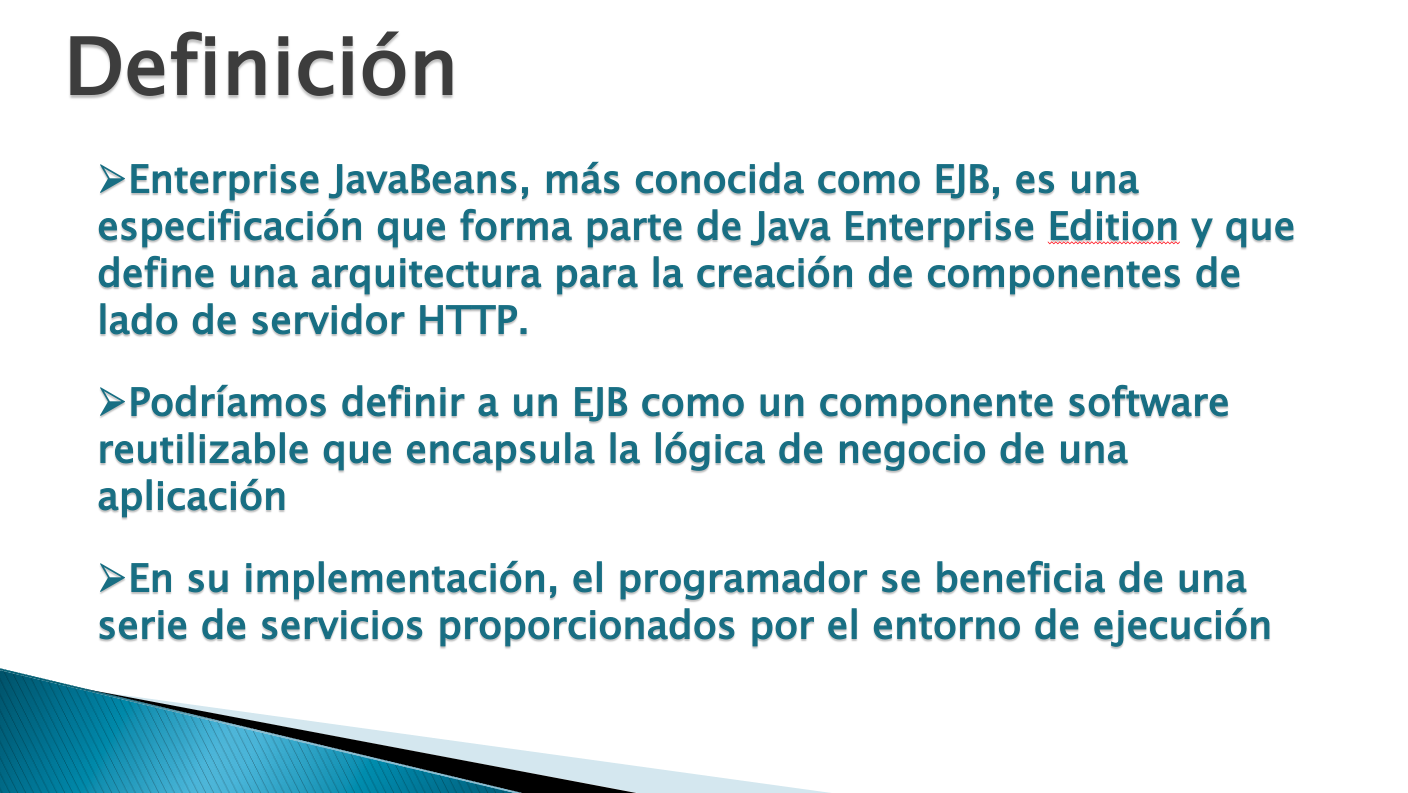 Definición
➢Enterprise JavaBeans, más conocida como EJB, es una
especificación que forma parte de Java Enterprise Edition y que
define una arquitectura para la creación de componentes de
lado de servidor HTTP.
➢Podríamos definir a un EJB como un componente software
reutilizable que encapsula la lógica de negocio de una
aplicación
➢En su implementación, el programador se beneficia de una
serie de servicios proporcionados por el entorno de ejecución